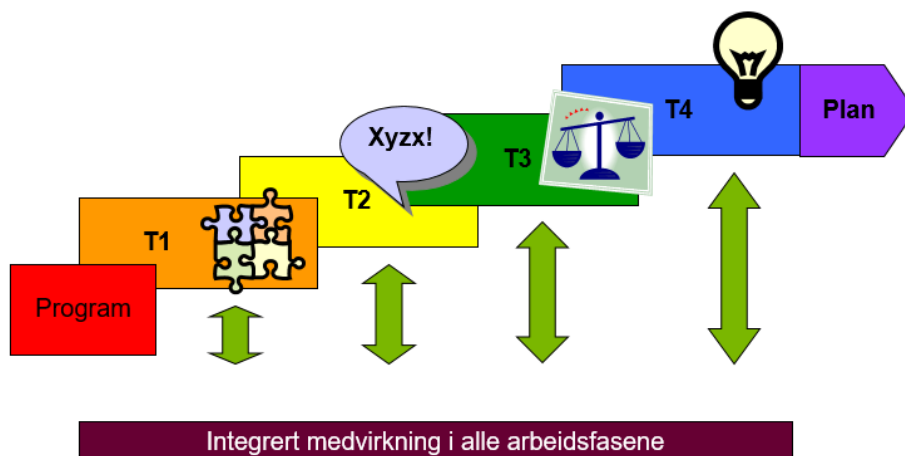 T4
Plan
Xyzx!
T3
T2
T1
Program
Integrert medvirkning i alle arbeidsfasene